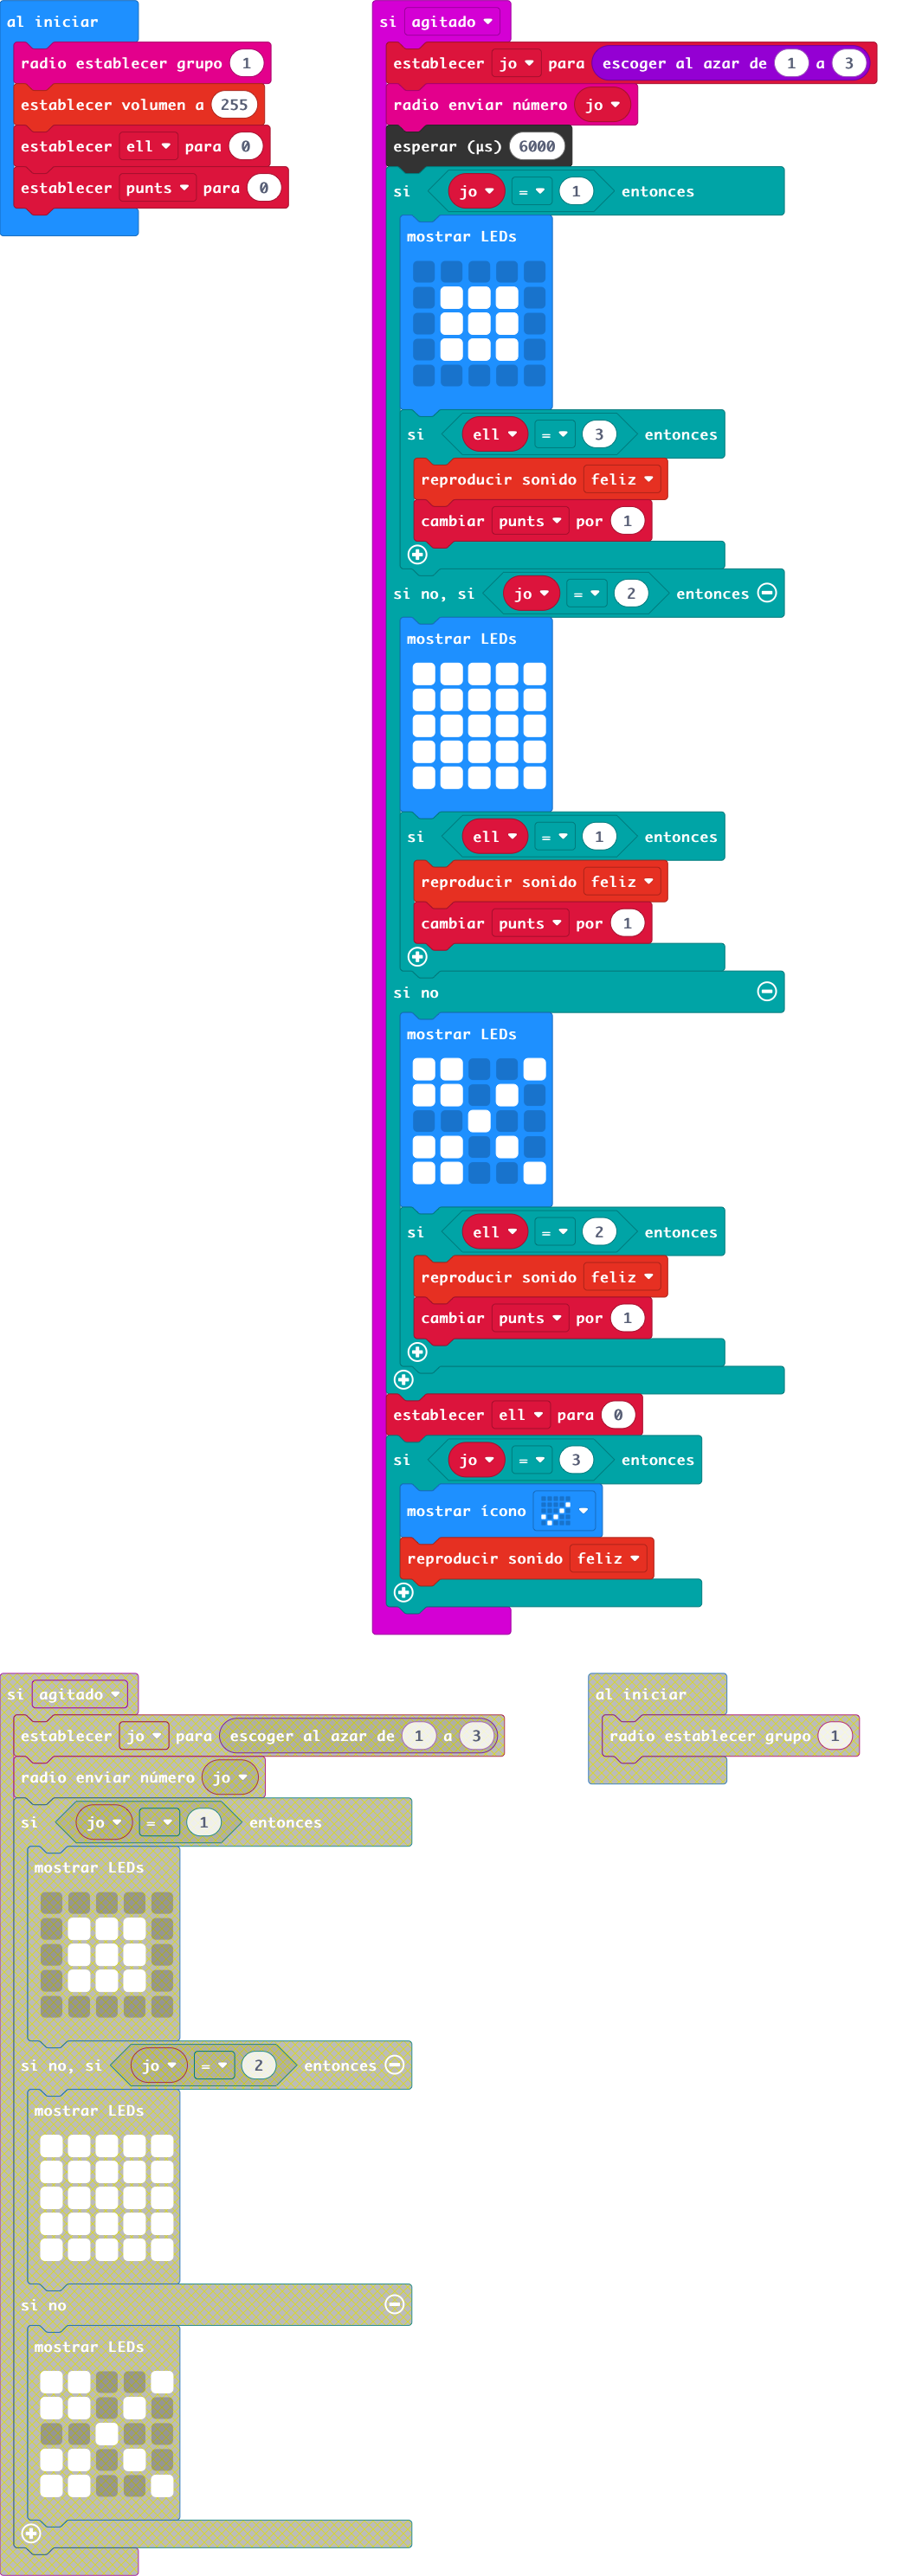 al iniciar
radio establecer grupo 1
establecer volumen a 255
establecer ell para 0
establecer punts para 0
si agitado
establecer jo para escoger al azar de 1 a 3
radio enviar número jo
esperar (µs) 6000
si jo = 1 entonces
mostrar LEDs
si ell = 3 entonces
reproducir sonido feliz
cambiar punts por 1
si no, si jo = 2 entonces
mostrar LEDs
si ell = 1 entonces
reproducir sonido feliz
cambiar punts por 1
si no
mostrar LEDs
si ell = 2 entonces
reproducir sonido feliz
cambiar punts por 1
establecer ell para 0
si jo = 3 entonces
mostrar ícono
reproducir sonido feliz
si agitado
establecer jo para escoger al azar de 1 a 3
radio enviar número jo
si jo = 1 entonces
mostrar LEDs
si no, si jo = 2 entonces
mostrar LEDs
si no
mostrar LEDs
al iniciar
radio establecer grupo 1